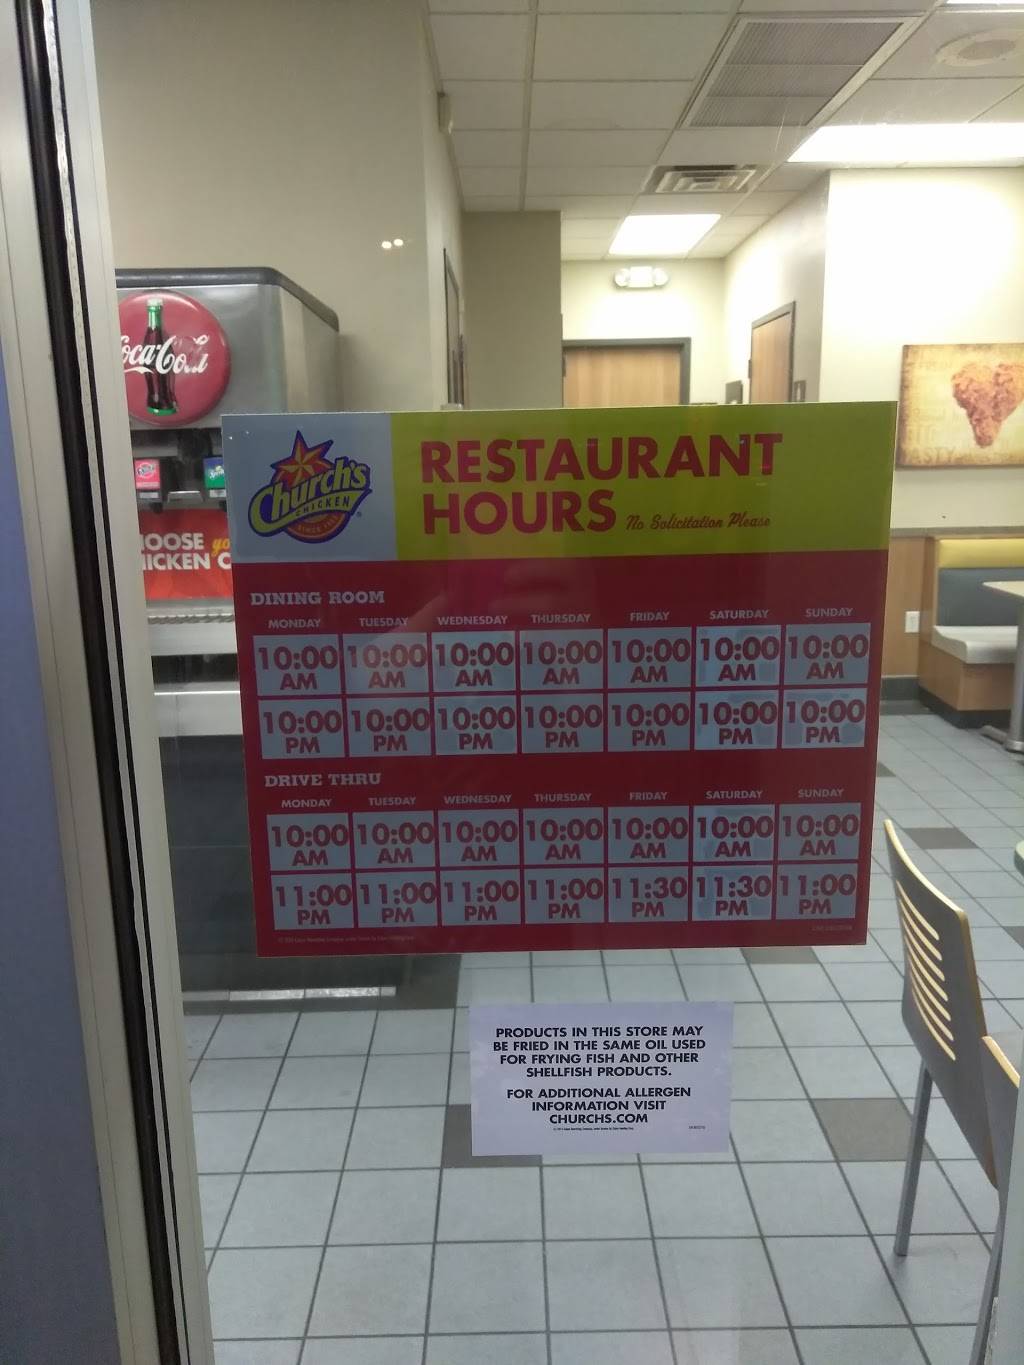 Coca-Cola
OOSE yo
ICKEN C
Church's
CHICKEN
RESTAURANT
HOURS No Solicitation Please
DINING ROOM
MONDAY TUESDAY WEDNESDAY THURSDAY FRIDAY SATURDAY SUNDAY
10:00 AM 10:00 AM 10:00 AM 10:00 AM 10:00 AM 10:00 AM 10:00 AM
10:00 PM 10:00 PM 10:00 PM 10:00 PM 10:00 PM 10:00 PM 10:00 PM
DRIVE THRU
MONDAY TUESDAY WEDNESDAY THURSDAY FRIDAY SATURDAY SUNDAY
10:00 AM 10:00 AM 10:00 AM 10:00 AM 10:00 AM 10:00 AM 10:00 AM
11:00 PM 11:00 PM 11:00 PM 11:00 PM 11:30 PM 11:30 PM 11:00 PM
PRODUCTS IN THIS STORE MAY
BE FRIED IN THE SAME OIL USED
FOR FRYING FISH AND OTHER
SHELLFISH PRODUCTS.
FOR ADDITIONAL ALLERGEN
INFORMATION VISIT
CHURCHS.COM